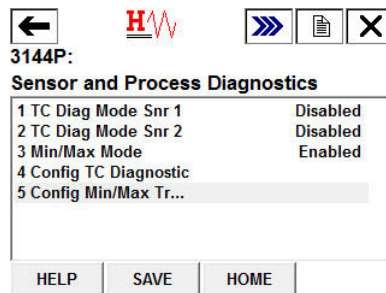 H
3144P:
Sensor and Process Diagnostics
1 TC Diag Mode Snr 1 Disabled
2 TC Diag Mode Snr 2 Disabled
3 Min/Max Mode Enabled
4 Config TC Diagnostic
5 Config Min/Max Tr...
HELP SAVE HOME